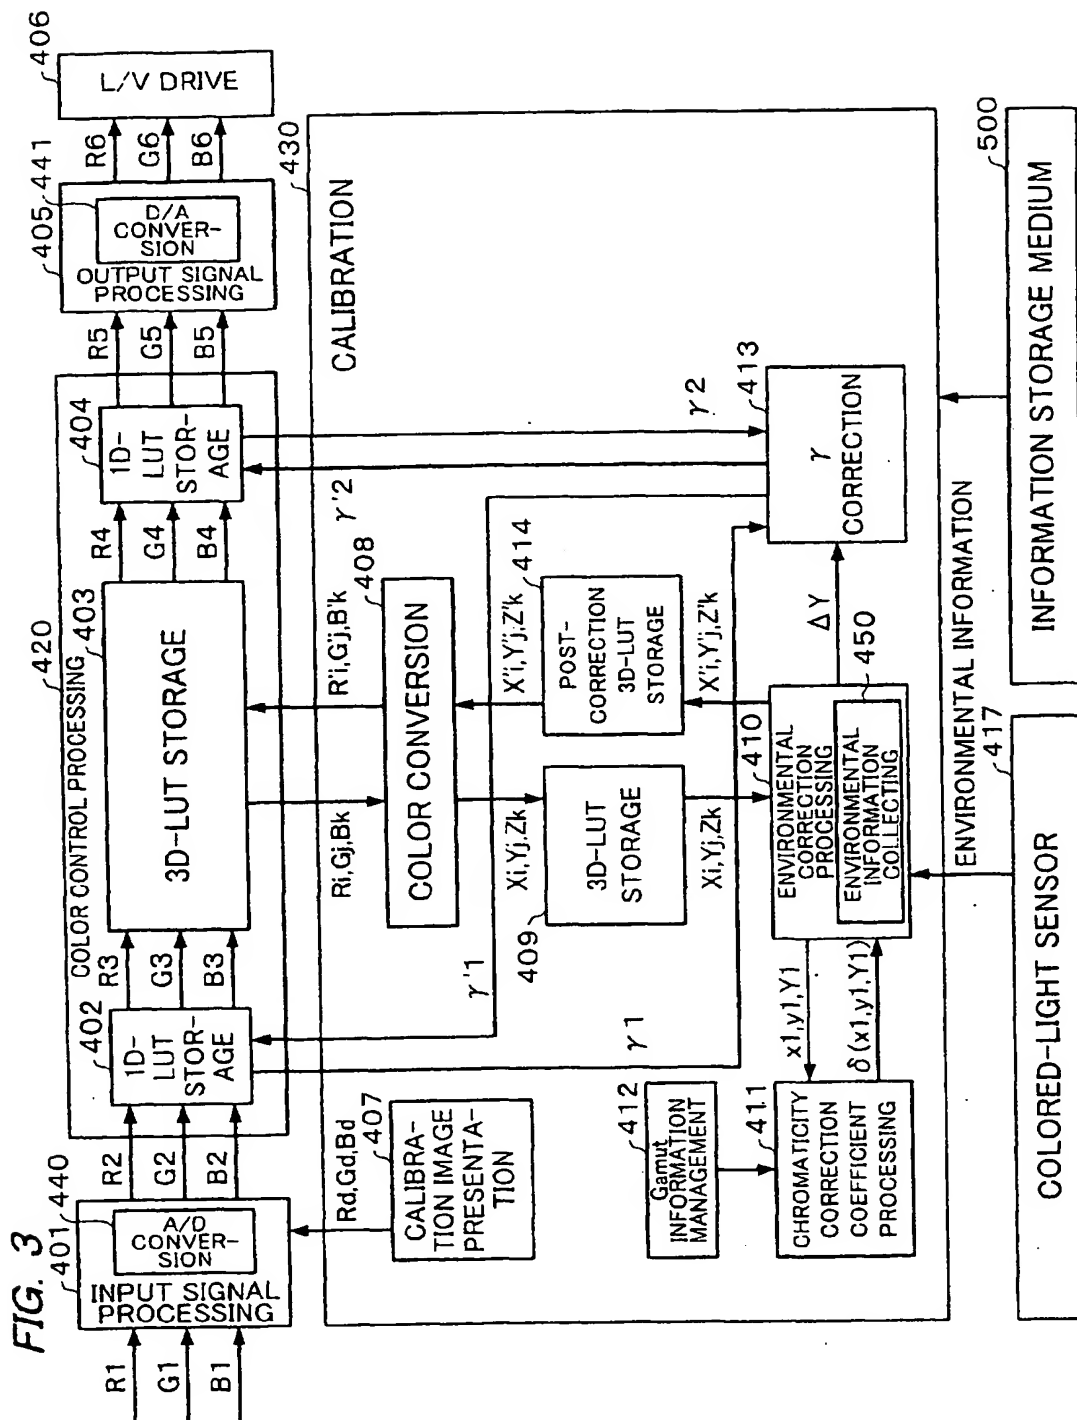 FIG. 3
R1
G1
B1
401
440
A/D
CONVER-
SION
INPUT SIGNAL
PROCESSING
R2
G2
B2
420
COLOR CONTROL PROCESSING
402
1D-
LUT
STOR-
AGE
R3
G3
B3
403
3D-LUT STORAGE
R4
G4
B4
404
1D-
LUT
STOR-
AGE
R5
G5
B5
405
441
D/A
CONVER-
SION
OUTPUT SIGNAL
PROCESSING
R6
G6
B6
406
L/V DRIVE
430
CALIBRATION
Rd,Gd,Bd
407
CALIBRA-
TION IMAGE
PRESENTA-
TION
γ'1
γ1
Ri,Gj,Bk
R'i,G'j,B'k
γ'2
γ2
408
COLOR CONVERSION
Xi,Yj,Zk
X'i,Y'j,Z'k
409
3D-LUT
STORAGE
414
POST-
CORRECTION
3D-LUT
STORAGE
Xi,Yj,Zk
X'i,Y'j,Z'k
413
γ
CORRECTION
412
Gamut
INFORMATION
MANAGEMENT
411
CHROMATICITY
CORRECTION
COEFFICIENT
PROCESSING
x1,y1,Y1
δ(x1,y1,Y1)
410
ENVIRONMENTAL
CORRECTION
PROCESSING
450
ENVIRONMENTAL
INFORMATION
COLLECTING
ΔY
ENVIRONMENTAL INFORMATION
417
COLORED-LIGHT SENSOR
500
INFORMATION STORAGE MEDIUM